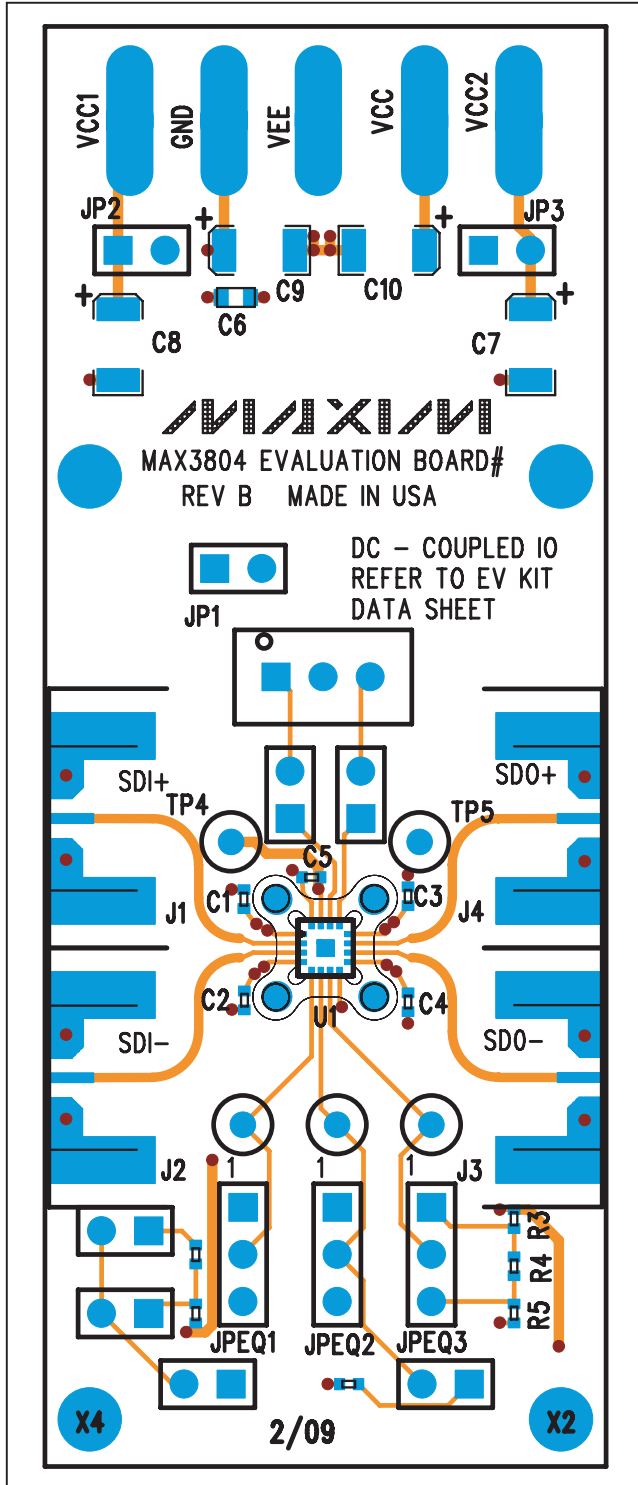 VCC1 GND VEE VCC VCC2
JP2 + + JP3
+ C8 C6 C9 C10 C7 +
MAXIM
MAX3804 EVALUATION BOARD#
REV B MADE IN USA
DC - COUPLED IO
REFER TO EV KIT
DATA SHEET
JP1
SDI+ SDO+
TP4 TP5
C5
C1 C3
J1 J4
C2 C4
U1
SDI- SDO-
J2 1 1 1 J3
R3
R4
R5
JPEQ1 JPEQ2 JPEQ3
X4 2/09 X2